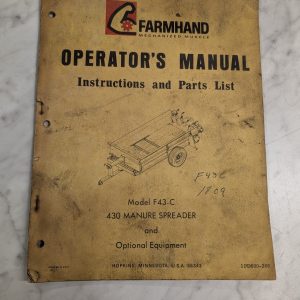 FARMHAND
MECHANIZED MUSCLE
OPERATOR'S MANUAL
Instructions and Parts List
F43C
1809
Model F43-C
430 MANURE SPREADER
and
Optional Equipment
HOPKINS, MINNESOTA, U.S.A. 55343